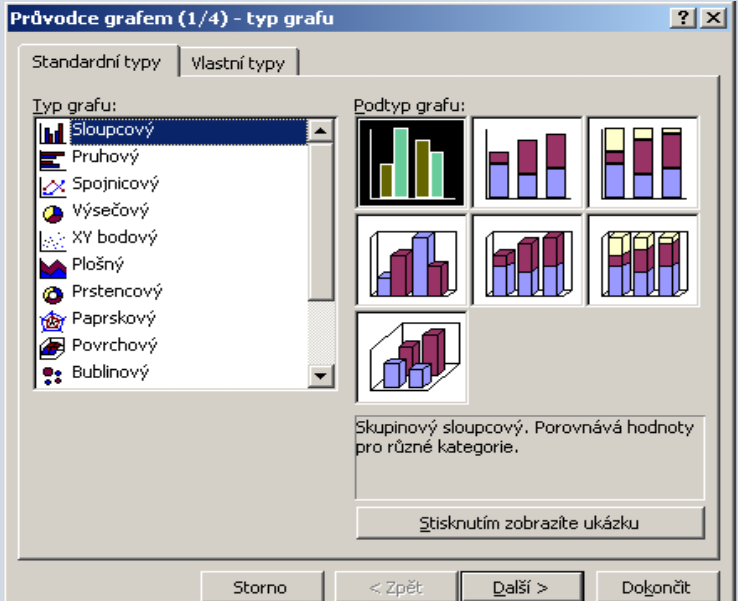 Průvodce grafem (1/4) - typ grafu
Standardní typy
Vlastní typy
Typ grafu:
Sloupcový
Pruhový
Spojnicový
Výsečový
XY bodový
Plošný
Prstencový
Paprskový
Povrchový
Bublinový
Podtyp grafu:
Skupinový sloupcový. Porovnává hodnoty
pro různé kategorie.
Stisknutím zobrazíte ukázku
Storno
< Zpět
Další >
Dokončit